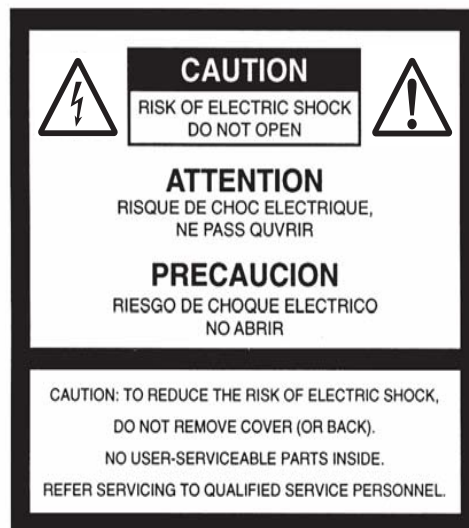 CAUTION
RISK OF ELECTRIC SHOCK
DO NOT OPEN
ATTENTION
RISQUE DE CHOC ELECTRIQUE,
NE PASS QUVRIR
PRECAUCION
RIESGO DE CHOQUE ELECTRICO
NO ABRIR
CAUTION: TO REDUCE THE RISK OF ELECTRIC SHOCK,
DO NOT REMOVE COVER (OR BACK).
NO USER-SERVICEABLE PARTS INSIDE.
REFER SERVICING TO QUALIFIED SERVICE PERSONNEL.